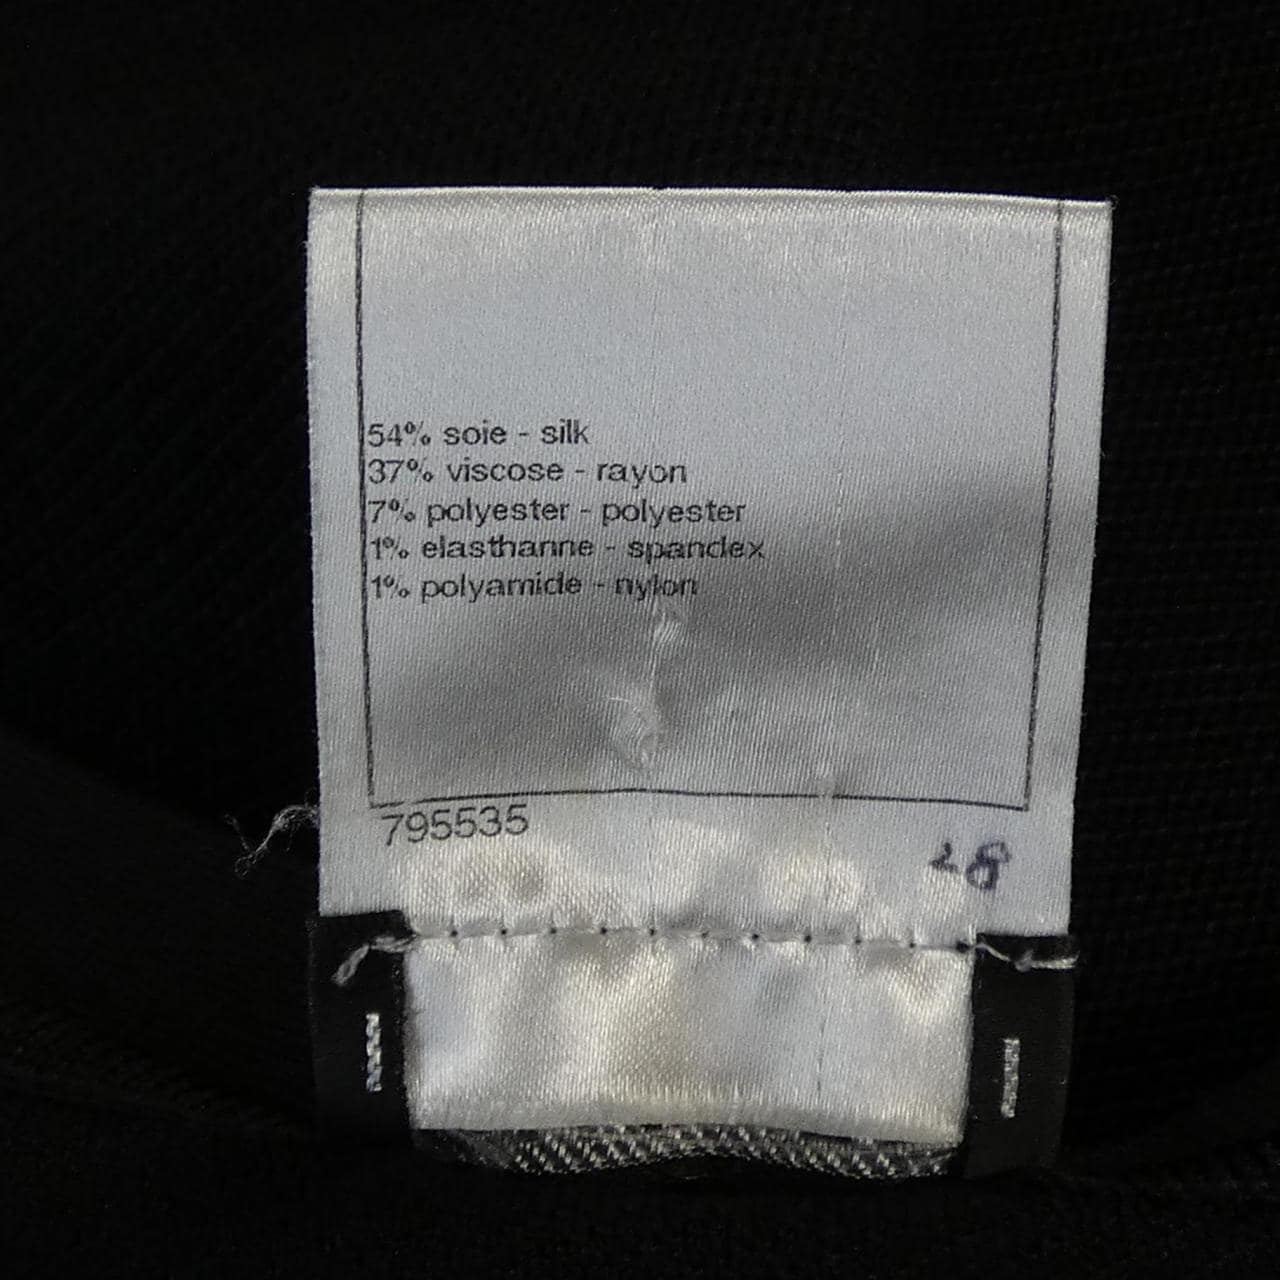 54% soie - silk
37% viscose - rayon
7% polyester - polyester
1% elasthanne - spandex
1% polyamide - nylon
795535
28